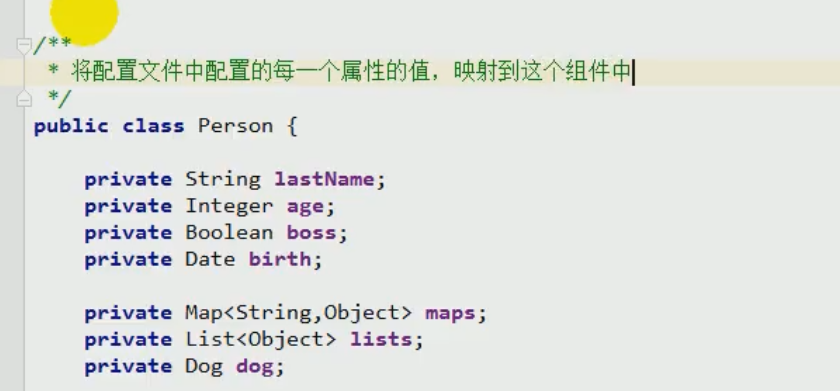 /**
 * 将配置文件中配置的每一个属性的值，映射到这个组件中
 */
public class Person {
    private String lastName;
    private Integer age;
    private Boolean boss;
    private Date birth;
    private Map<String,Object> maps;
    private List<Object> lists;
    private Dog dog;